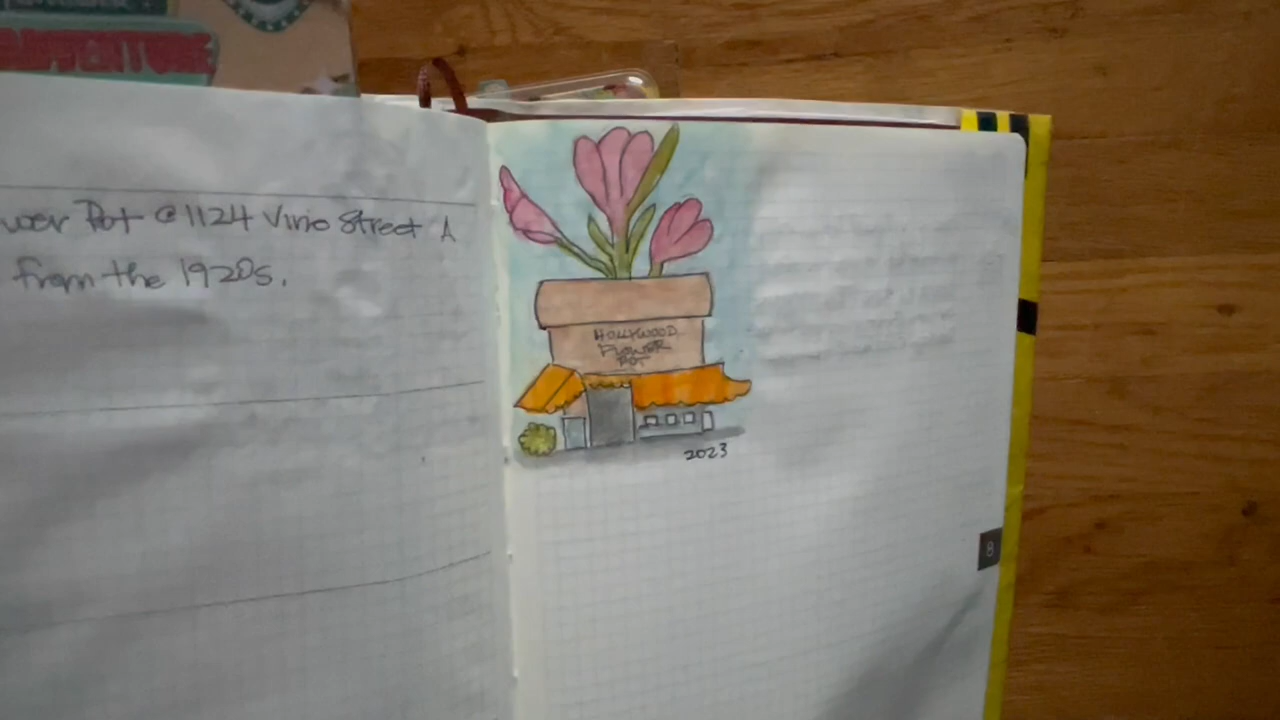 wer Pot @ 1124 Vine Street A
from the 1920s.
HOLLYWOOD
FLOWER
POT
2023
8